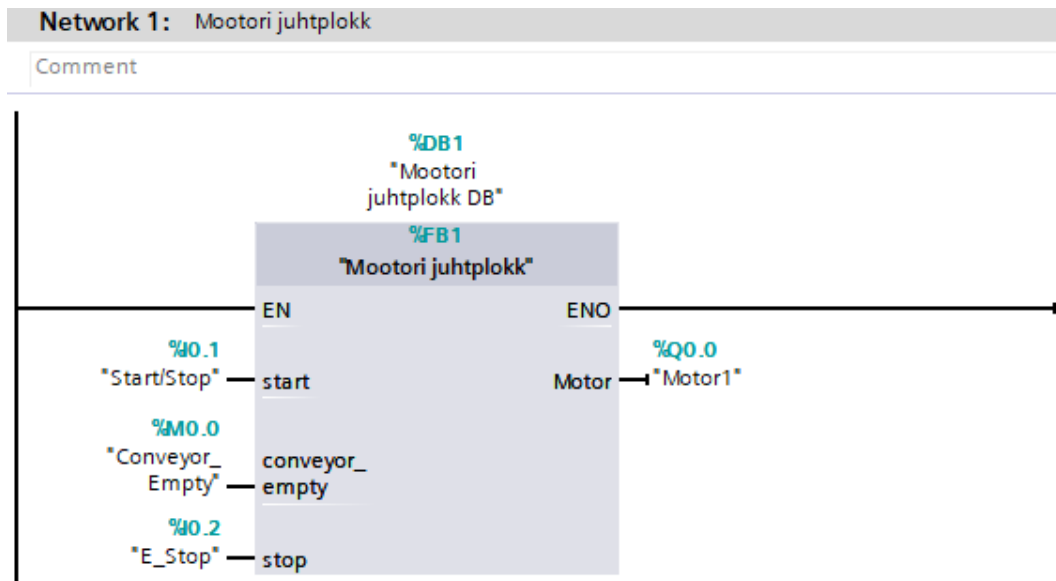 Network 1: Mootori juhtplokk
Comment
%DB1
"Mootori
juhtplokk DB"
%FB1
"Mootori juhtplokk"
EN
ENO
%I0.1
"Start/Stop"
start
%Q0.0
Motor
"Motor1"
%M0.0
"Conveyor_
Empty"
conveyor_
empty
%I0.2
"E_Stop"
stop